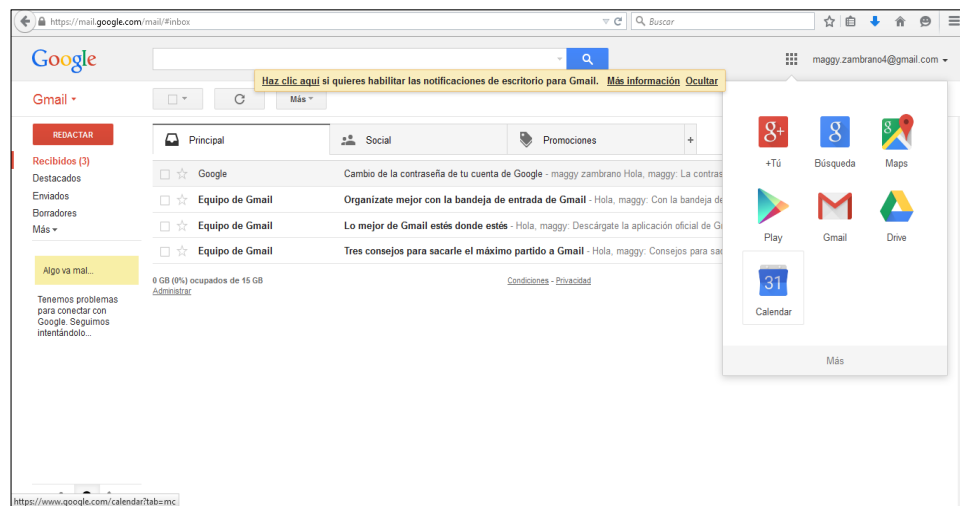 https://mail.google.com/mail/#inbox
Buscar
Google
maggy.zambrano4@gmail.com
Haz clic aquí si quieres habilitar las notificaciones de escritorio para Gmail. Más información Ocultar
Gmail
Más
REDACTAR
Recibidos (3)
Destacados
Enviados
Borradores
Más
Algo va mal...
Tenemos problemas
para conectar con
Google. Seguimos
intentándolo...
Principal
Social
Promociones
+
Google
Cambio de la contraseña de tu cuenta de Google - maggy zambrano Hola, maggy: La contras
Equipo de Gmail
Organízate mejor con la bandeja de entrada de Gmail - Hola, maggy: Con la bandeja de
Equipo de Gmail
Lo mejor de Gmail estés donde estés - Hola, maggy: Descárgate la aplicación oficial de G
Equipo de Gmail
Tres consejos para sacarle el máximo partido a Gmail - Hola, maggy: Consejos para sac
0 GB (0%) ocupados de 15 GB
Administrar
Condiciones - Privacidad
8+
8
8
+Tú
Búsqueda
Maps
Play
Gmail
Drive
31
Calendar
Más
https://www.google.com/calendar?tab=mc